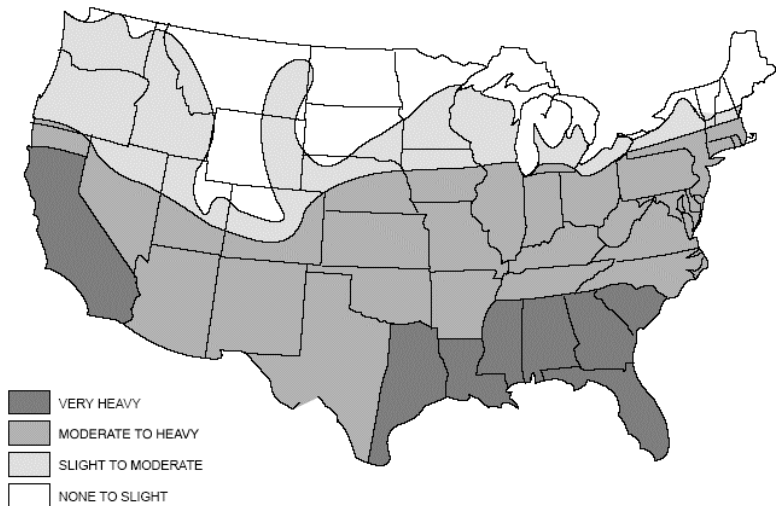 VERY HEAVY
MODERATE TO HEAVY
SLIGHT TO MODERATE
NONE TO SLIGHT